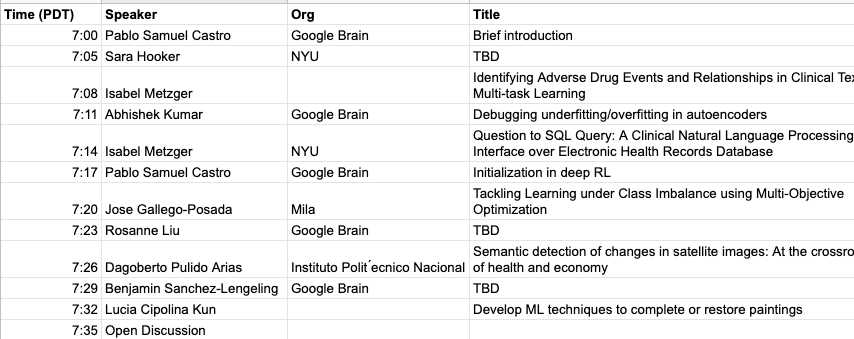 Time (PDT) Speaker Org Title
7:00 Pablo Samuel Castro Google Brain Brief introduction
7:05 Sara Hooker NYU TBD
Identifying Adverse Drug Events and Relationships in Clinical
7:08 Isabel Metzger Multi-task Learning
7:11 Abhishek Kumar Google Brain Debugging underfitting/overfitting in autoencoders
Question to SQL Query: A Clinical Natural Language Processing
7:14 Isabel Metzger NYU Interface over Electronic Health Records Database
7:17 Pablo Samuel Castro Google Brain Initialization in deep RL
Tackling Learning under Class Imbalance using Multi-Objective
7:20 Jose Gallego-Posada Mila Optimization
7:23 Rosanne Liu Google Brain TBD
Semantic detection of changes in satellite images: At the
7:26 Dagoberto Pulido Arias Instituto Polit´ecnico Nacional of health and economy
7:29 Benjamin Sanchez-Lengeling Google Brain TBD
7:32 Lucia Cipolina Kun Develop ML techniques to complete or restore paintings
7:35 Open Discussion